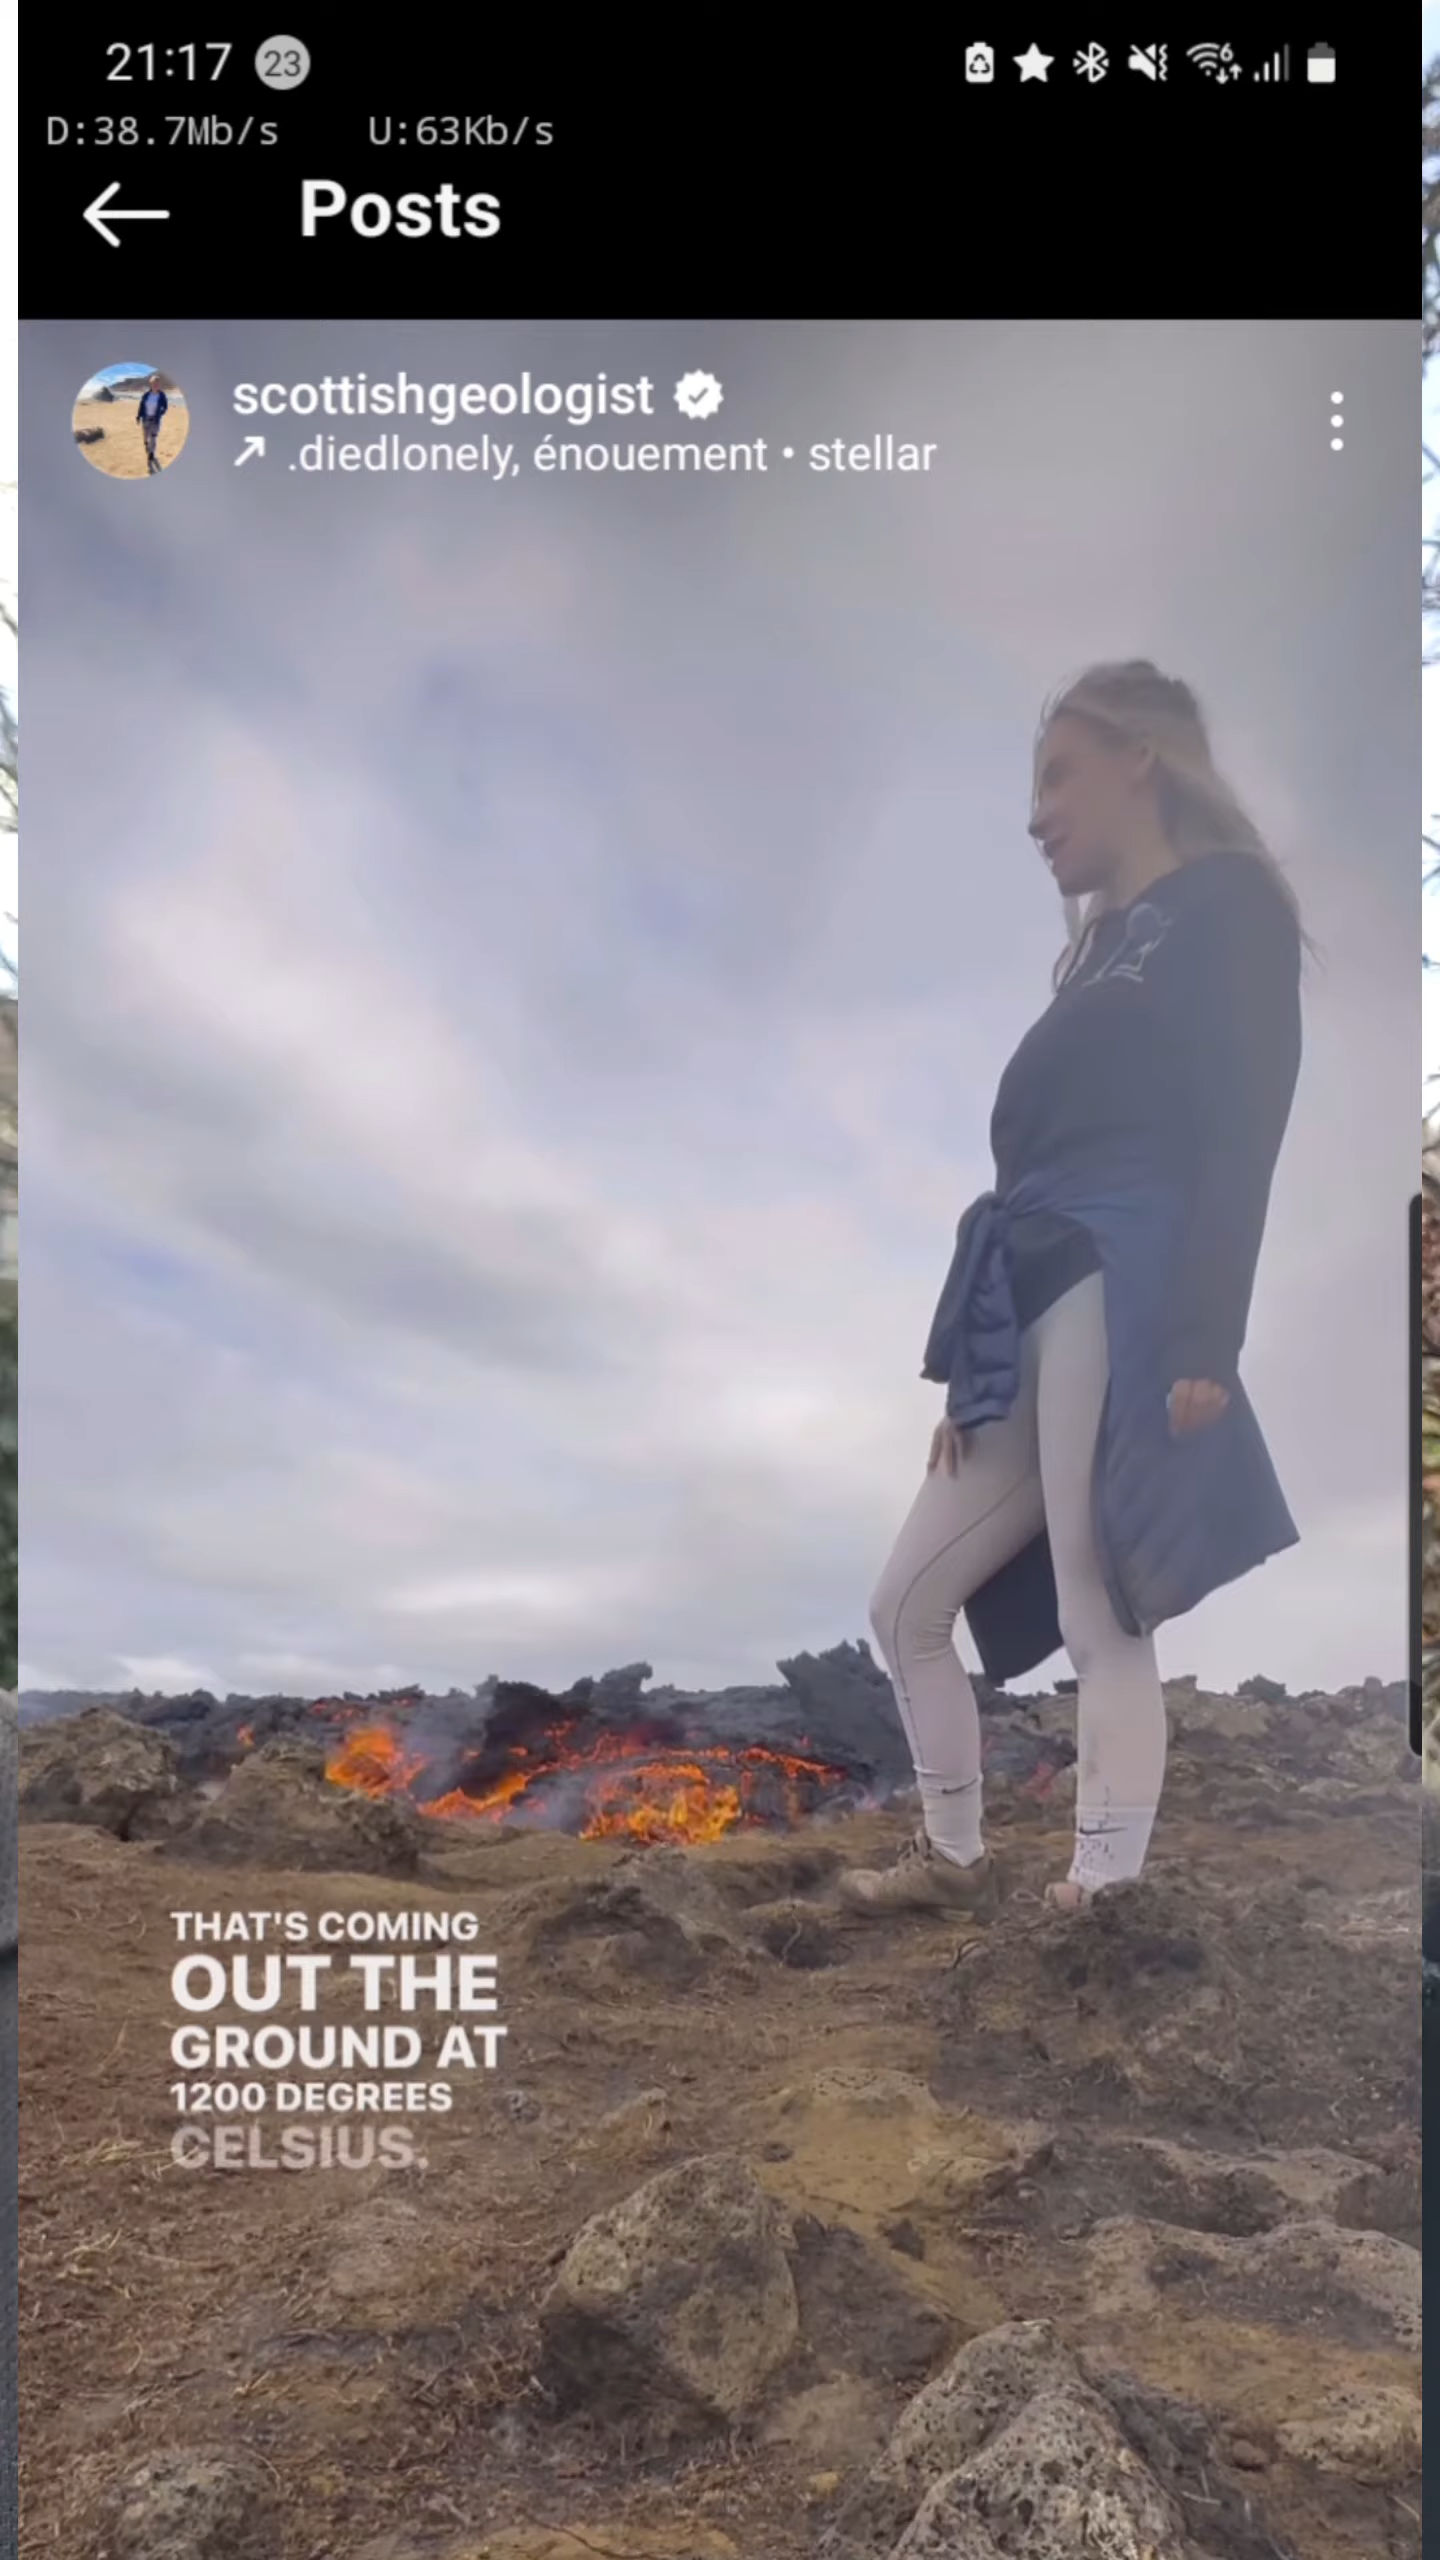 21:17 23
D:38.7Mb/s U:63Kb/s
Posts
scottishgeologist
.diedlonely, énouement • stellar
THAT'S COMING
OUT THE
GROUND AT
1200 DEGREES
CELSIUS.